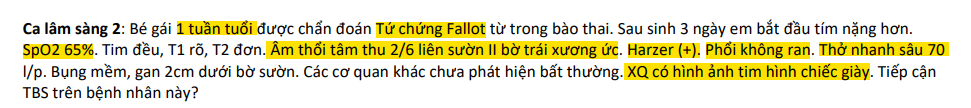 Ca lâm sàng 2: Bé gái 1 tuần tuổi được chẩn đoán Tứ chứng Fallot từ trong bào thai. Sau sinh 3 ngày em bắt đầu tím nặng hơn.
SpO2 65%. Tim đều, T1 rõ, T2 đơn. Âm thổi tâm thu 2/6 liên sườn II bờ trái xương ức. Harzer (+). Phổi không ran. Thở nhanh sâu 70
l/p. Bụng mềm, gan 2cm dưới bờ sườn. Các cơ quan khác chưa phát hiện bất thường. XQ có hình ảnh tim hình chiếc giày. Tiếp cận
TBS trên bệnh nhân này?